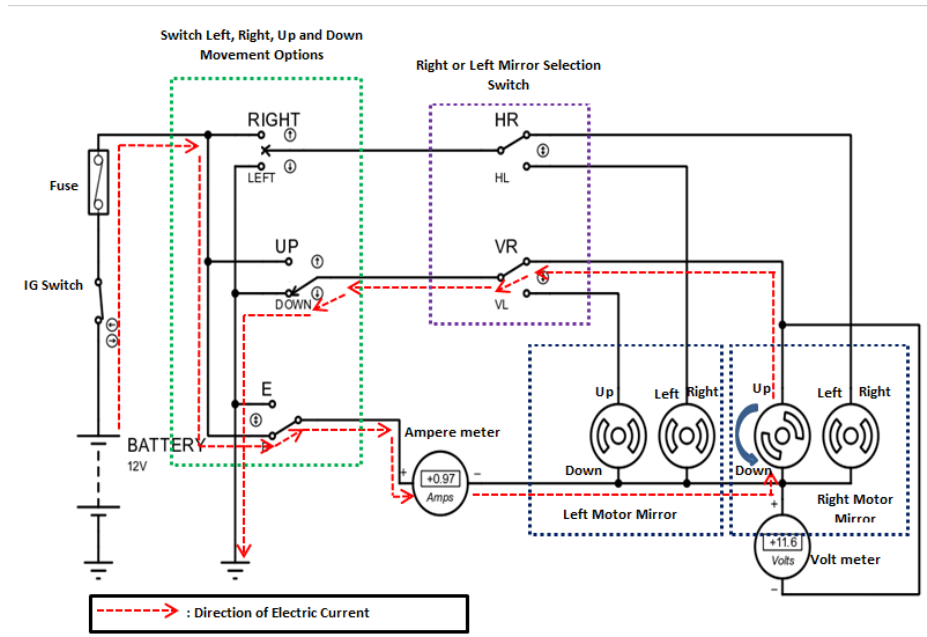 Switch Left, Right, Up and Down
Movement Options
Right or Left Mirror Selection
Switch
RIGHT
LEFT
HR
HL
Fuse
UP
DOWN
VR
VL
IG Switch
E
BATTERY
12V
Ampere meter
+
+0.97
Amps
−
Up
Down
Left Right
Up
Down
Left Right
Left Motor Mirror
Right Motor
Mirror
+
+11.6
Volts
−
Volt meter
: Direction of Electric Current